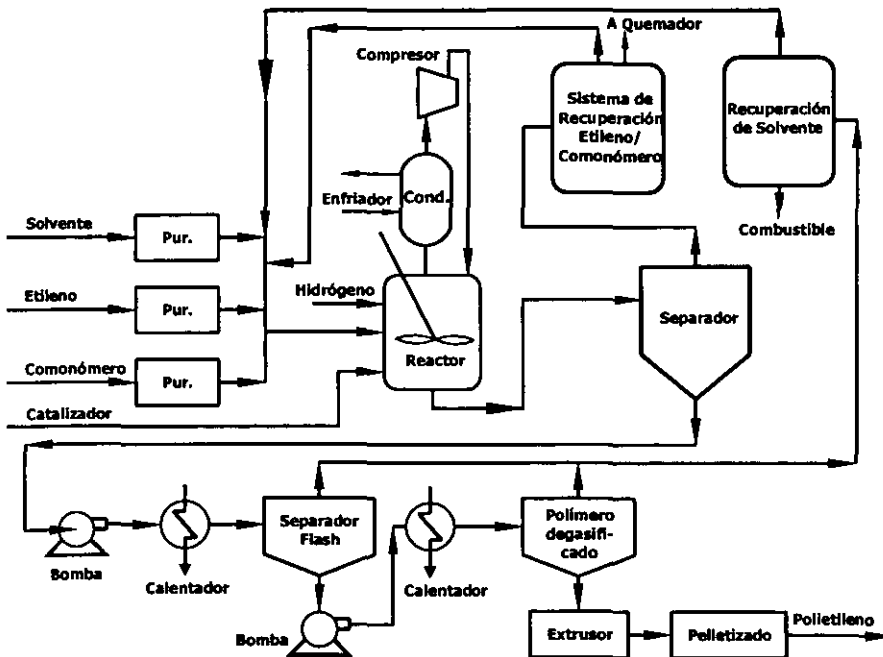 A Quemador
Compresor
Sistema de
Recuperación
Etileno/
Comonómero
Recuperación
de Solvente
Cond.
Enfriador
Combustible
Solvente
Pur.
Etileno
Pur.
Hidrógeno
Separador
Reactor
Comonómero
Pur.
Catalizador
Separador
Flash
Polímero
degasifi-
cado
Bomba
Calentador
Calentador
Bomba
Extrusor
Pelletizado
Polietileno